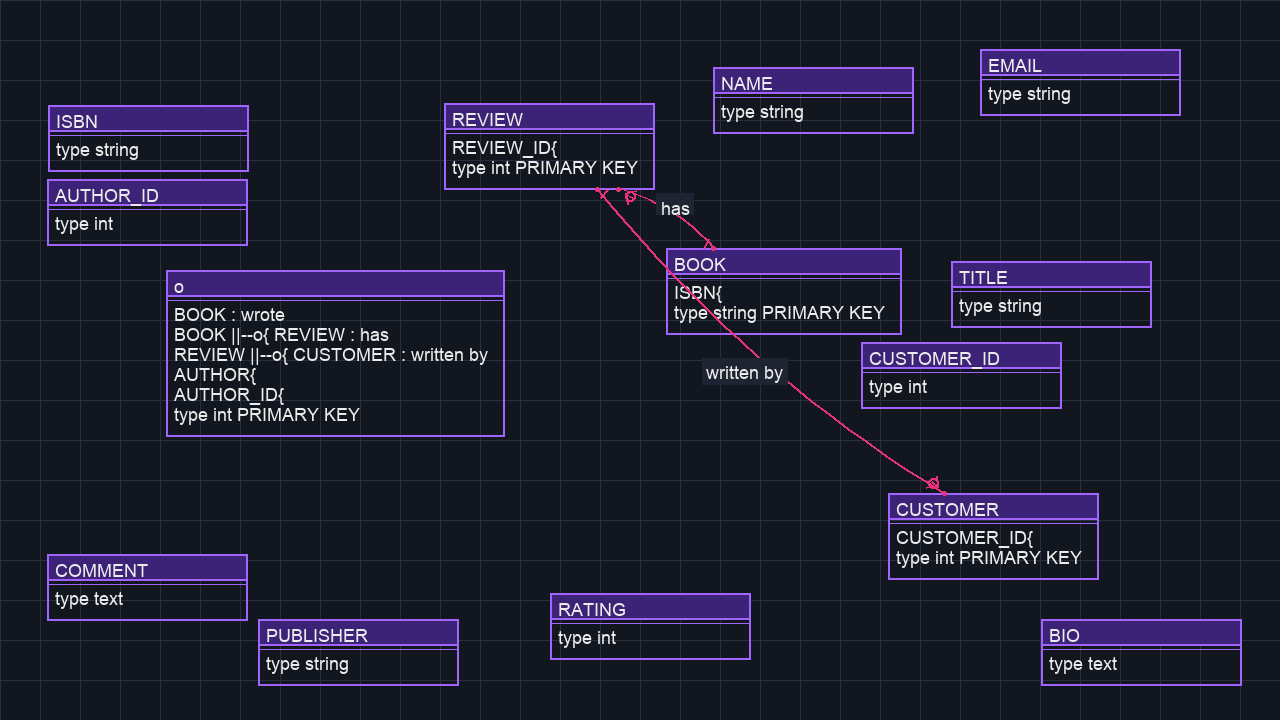 EMAIL
type string
NAME
type string
ISBN
type string
REVIEW
REVIEW_ID{
type int PRIMARY KEY
AUTHOR_ID
type int
has
BOOK
ISBN{
type string PRIMARY KEY
TITLE
type string
o
BOOK : wrote
BOOK ||--o{ REVIEW : has
REVIEW ||--o{ CUSTOMER : written by
AUTHOR{
AUTHOR_ID{
type int PRIMARY KEY
CUSTOMER_ID
type int
written by
CUSTOMER
CUSTOMER_ID{
type int PRIMARY KEY
COMMENT
type text
RATING
type int
PUBLISHER
type string
BIO
type text